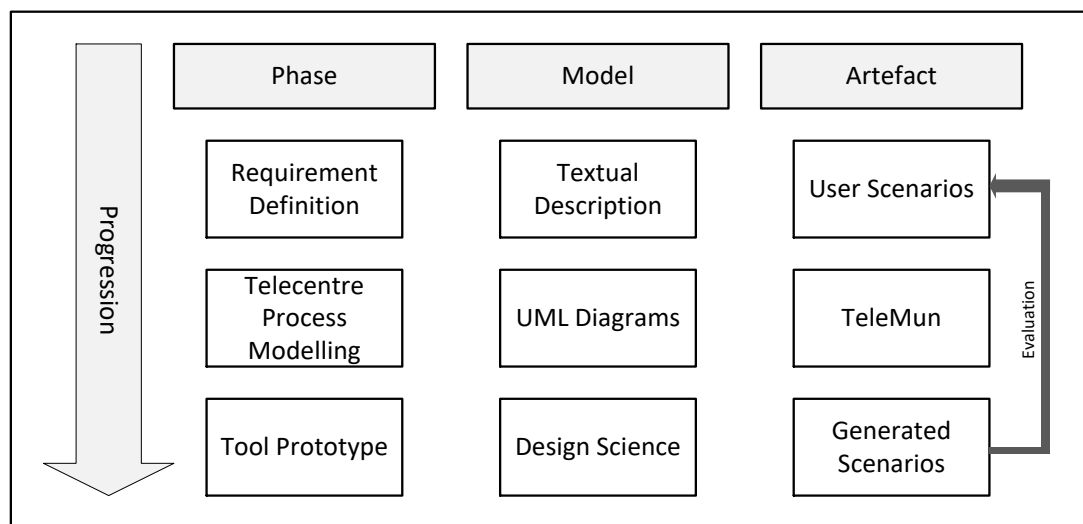 Phase
Model
Artefact
Requirement
Definition
Textual
Description
User Scenarios
Telecentre
Process
Modelling
UML Diagrams
TeleMun
Tool Prototype
Design Science
Generated
Scenarios
Progression
Evaluation